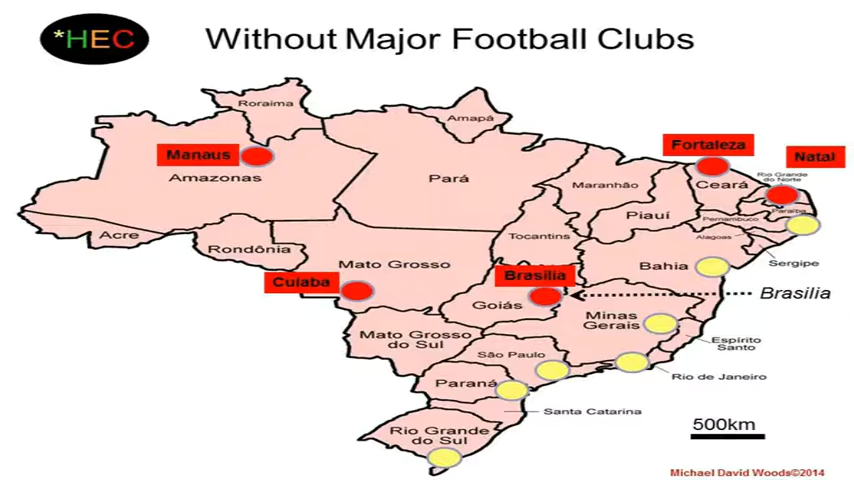 *HEC
Without Major Football Clubs
Roraima
Amapá
Manaus
Amazonas
Pará
Fortaleza
Natal
Rio Grande
do Norte
Ceará
Maranhão
Piauí
Paraíba
Pernambuco
Alagoas
Sergipe
Acre
Rondônia
Tocantins
Mato Grosso
Bahia
Cuiaba
Brasilia
Brasilia
Goiás
Minas
Gerais
Espírito
Santo
Mato Grosso
do Sul
São Paulo
Rio de Janeiro
Paraná
Santa Catarina
Rio Grande
do Sul
500km
Michael David Woods©2014